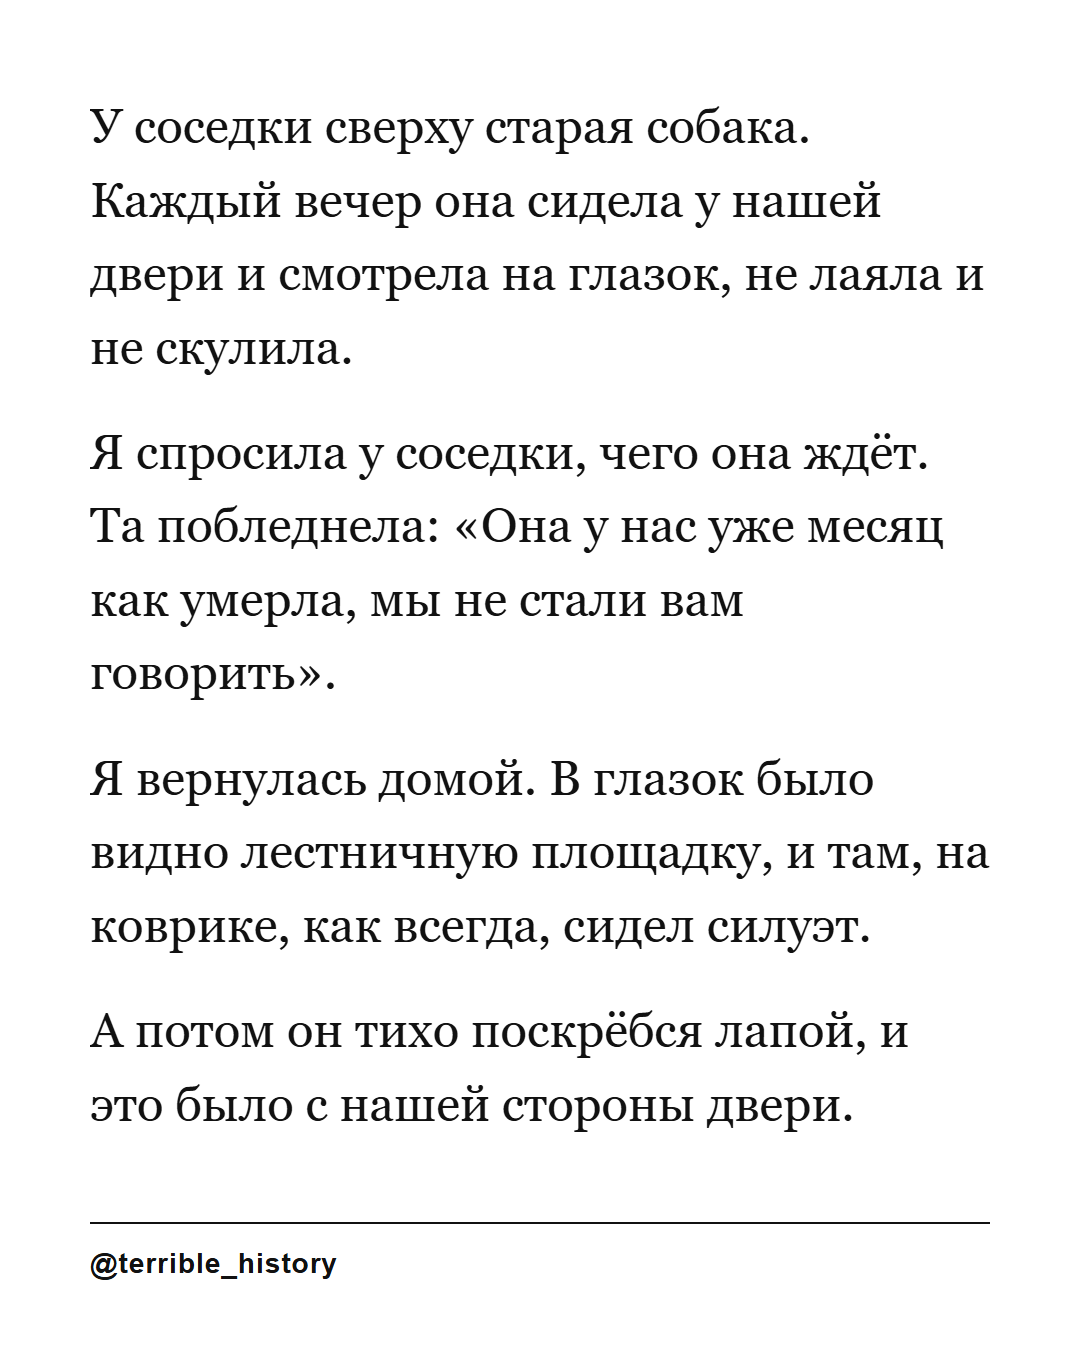 У соседки сверху старая собака.
Каждый вечер она сидела у нашей
двери и смотрела на глазок, не лаяла и
не скулила.
Я спросила у соседки, чего она ждёт.
Та побледнела: «Она у нас уже месяц
как умерла, мы не стали вам
говорить».
Я вернулась домой. В глазок было
видно лестничную площадку, и там, на
коврике, как всегда, сидел силуэт.
А потом он тихо поскрёбся лапой, и
это было с нашей стороны двери.
@terrible_history